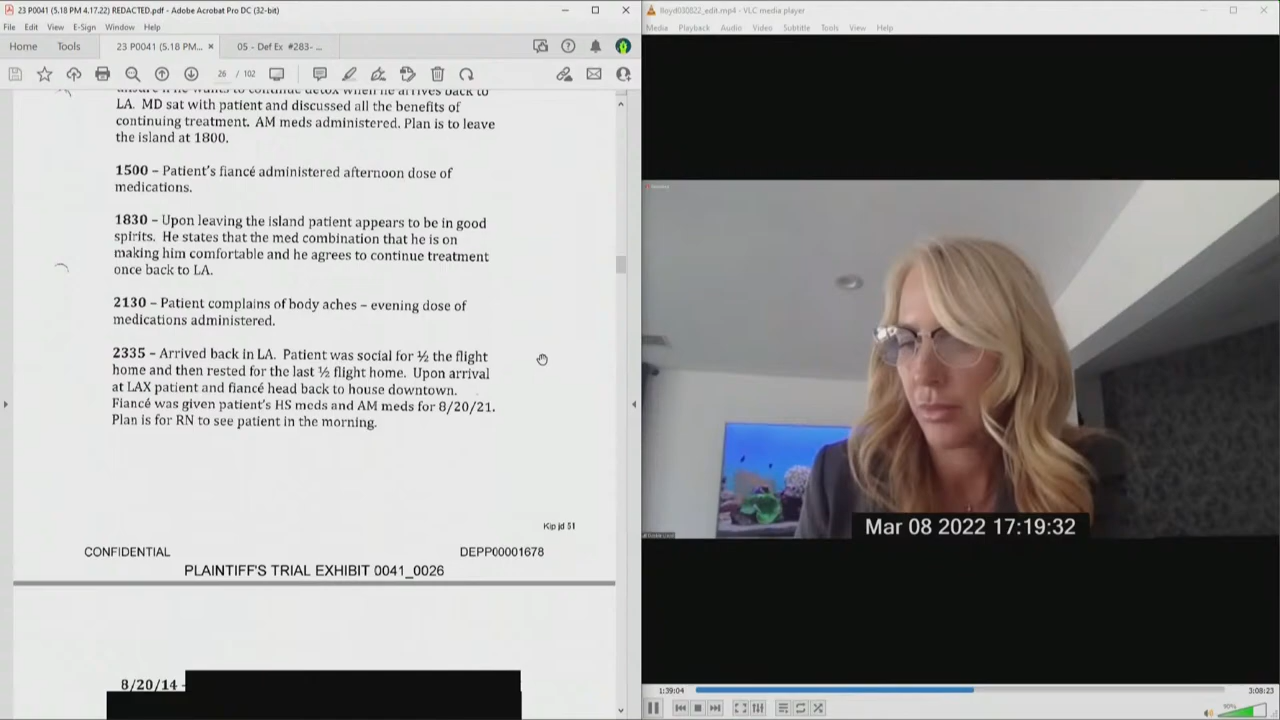 23 P0041 (5.18 PM 4.17.22) REDACTED.pdf - Adobe Acrobat Pro DC (32-bit)
File Edit View E-Sign Window Help
Home Tools 23 P0041 (5.18 PM... × 05 - Def Ex #283- ...
26 / 102
LA. MD sat with patient and discussed all the benefits of
continuing treatment. AM meds administered. Plan is to leave
the island at 1800.
1500 – Patient's fiancé administered afternoon dose of
medications.
1830 – Upon leaving the island patient appears to be in good
spirits. He states that the med combination that he is on
making him comfortable and he agrees to continue treatment
once back to LA.
2130 – Patient complains of body aches – evening dose of
medications administered.
2335 – Arrived back in LA. Patient was social for ½ the flight
home and then rested for the last ½ flight home. Upon arrival
at LAX patient and fiancé head back to house downtown.
Fiancé was given patient's HS meds and AM meds for 8/20/21.
Plan is for RN to see patient in the morning.
Kip jd 51
CONFIDENTIAL DEPP00001678
PLAINTIFF'S TRIAL EXHIBIT 0041_0026
8/20/14 -
lloyd030822_edit.mp4 - VLC media player
Media Playback Audio Video Subtitle Tools View Help
Mar 08 2022 17:19:32
1:39:04 3:08:23
90%